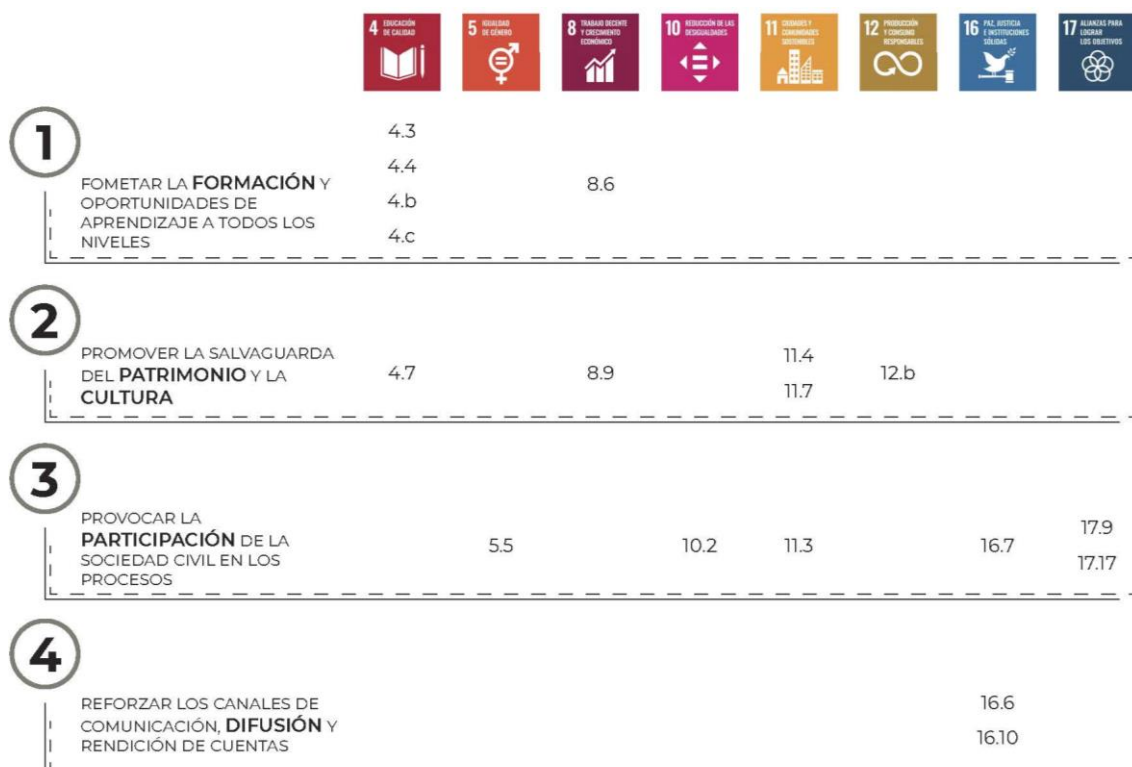 4 EDUCACIÓN
DE CALIDAD
5 IGUALDAD
DE GÉNERO
8 TRABAJO DECENTE
Y CRECIMIENTO
ECONÓMICO
10 REDUCCIÓN DE LAS
DESIGUALDADES
11 CIUDADES Y
COMUNIDADES
SOSTENIBLES
12 PRODUCCIÓN
Y CONSUMO
RESPONSABLES
16 PAZ, JUSTICIA
E INSTITUCIONES
SÓLIDAS
17 ALIANZAS PARA
LOGRAR
LOS OBJETIVOS
1
FOMETAR LA FORMACIÓN Y
OPORTUNIDADES DE
APRENDIZAJE A TODOS LOS
NIVELES
4.3
4.4
4.b
4.c
8.6
2
PROMOVER LA SALVAGUARDA
DEL PATRIMONIO Y LA
CULTURA
4.7
8.9
11.4
11.7
12.b
3
PROVOCAR LA
PARTICIPACIÓN DE LA
SOCIEDAD CIVIL EN LOS
PROCESOS
5.5
10.2
11.3
16.7
17.9
17.17
4
REFORZAR LOS CANALES DE
COMUNICACIÓN, DIFUSIÓN Y
RENDICIÓN DE CUENTAS
16.6
16.10